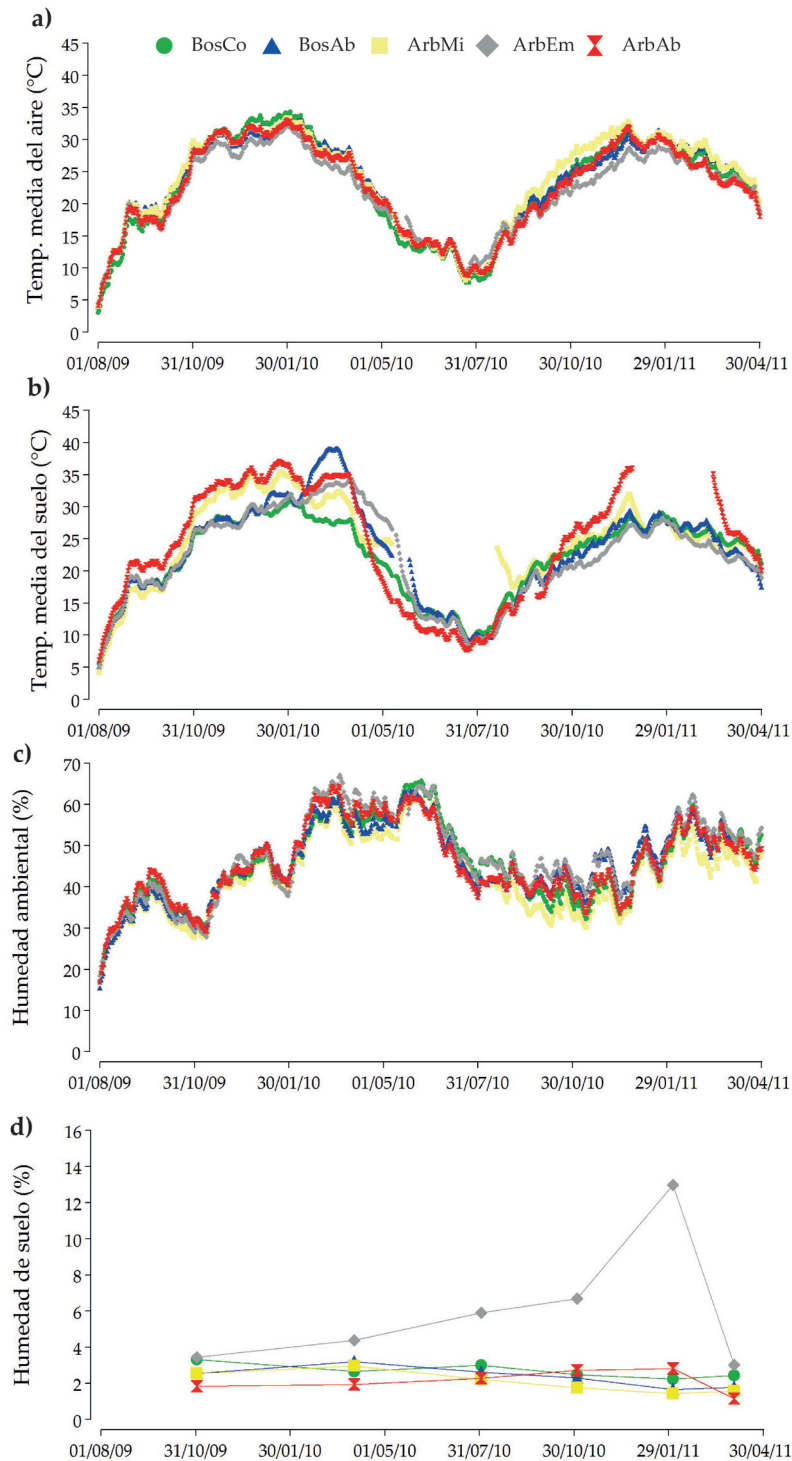 a)
BosCo BosAb ArbMi ArbEm ArbAb
Temp. media del aire (°C)
45
40
35
30
25
20
15
10
5
0
01/08/09 31/10/09 30/01/10 01/05/10 31/07/10 30/10/10 29/01/11 30/04/11
b)
Temp. media del suelo (°C)
45
40
35
30
25
20
15
10
5
0
01/08/09 31/10/09 30/01/10 01/05/10 31/07/10 30/10/10 29/01/11 30/04/11
c)
Humedad ambiental (%)
70
60
50
40
30
20
10
0
01/08/09 31/10/09 30/01/10 01/05/10 31/07/10 30/10/10 29/01/11 30/04/11
d)
Humedad de suelo (%)
16
14
12
10
8
6
4
2
0
01/08/09 31/10/09 30/01/10 01/05/10 31/07/10 30/10/10 29/01/11 30/04/11